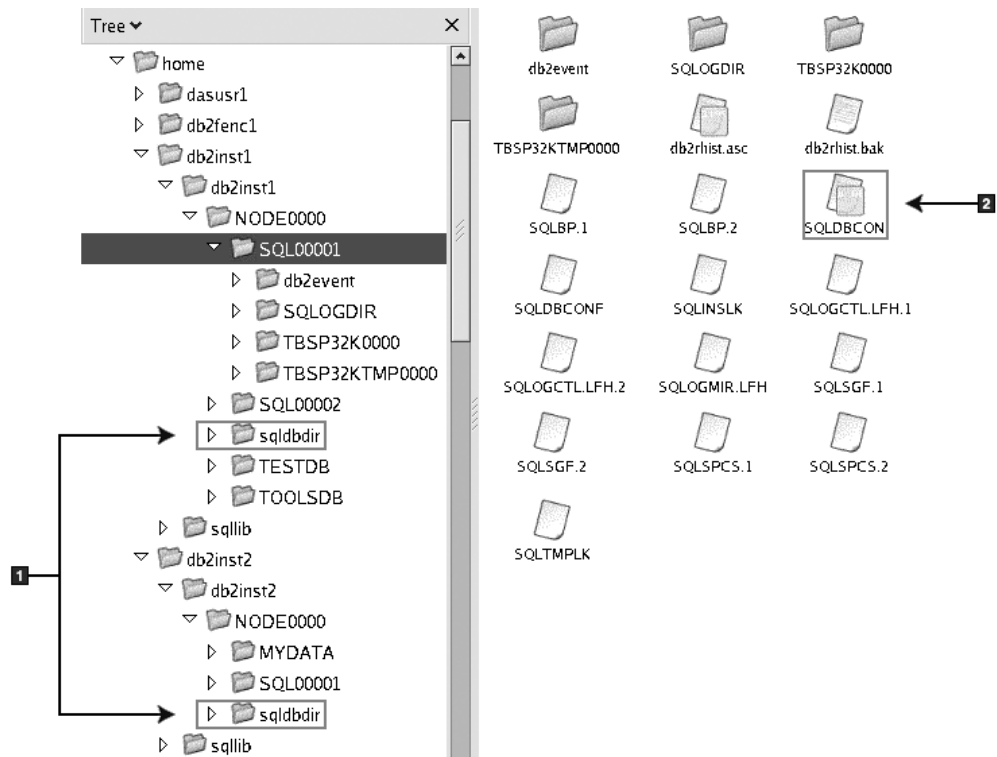 Tree
home
dasusr1
db2fenc1
db2inst1
db2inst1
NODE0000
SQL00001
db2event
SQLOGDIR
TBSP32K0000
TBSP32KTMP0000
SQL00002
sqldbdir
TESTDB
TOOLSDB
sqllib
db2inst2
db2inst2
NODE0000
MYDATA
SQL00001
sqldbdir
sqllib
1
db2event SQLOGDIR TBSP32K0000
TBSP32KTMP0000 db2rhist.asc db2rhist.bak
SQLBP.1 SQLBP.2 SQLDBCON
2
SQLDBCONF SQLINSLK SQLOGCTL.LFH.1
SQLOGCTL.LFH.2 SQLOGMIR.LFH SQLSGF.1
SQLSGF.2 SQLSPCS.1 SQLSPCS.2
SQLTMPLK